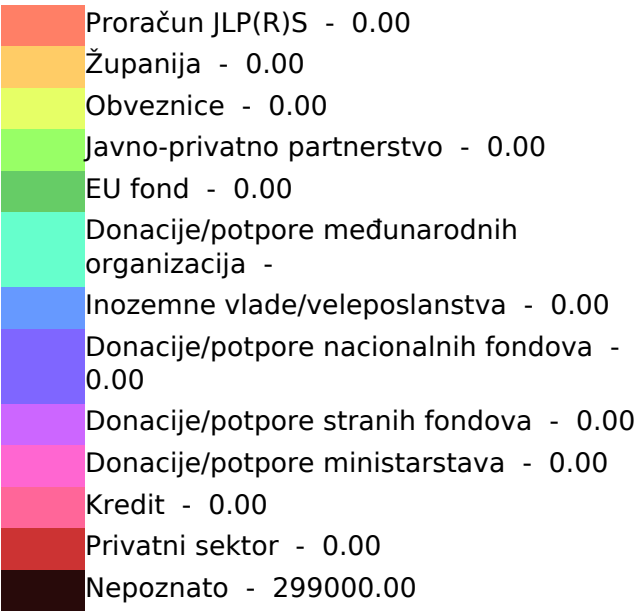 Proračun JLP(R)S - 0.00
Županija - 0.00
Obveznice - 0.00
Javno-privatno partnerstvo - 0.00
EU fond - 0.00
Donacije/potpore međunarodnih
organizacija -
Inozemne vlade/veleposlanstva - 0.00
Donacije/potpore nacionalnih fondova -
0.00
Donacije/potpore stranih fondova - 0.00
Donacije/potpore ministarstava - 0.00
Kredit - 0.00
Privatni sektor - 0.00
Nepoznato - 299000.00